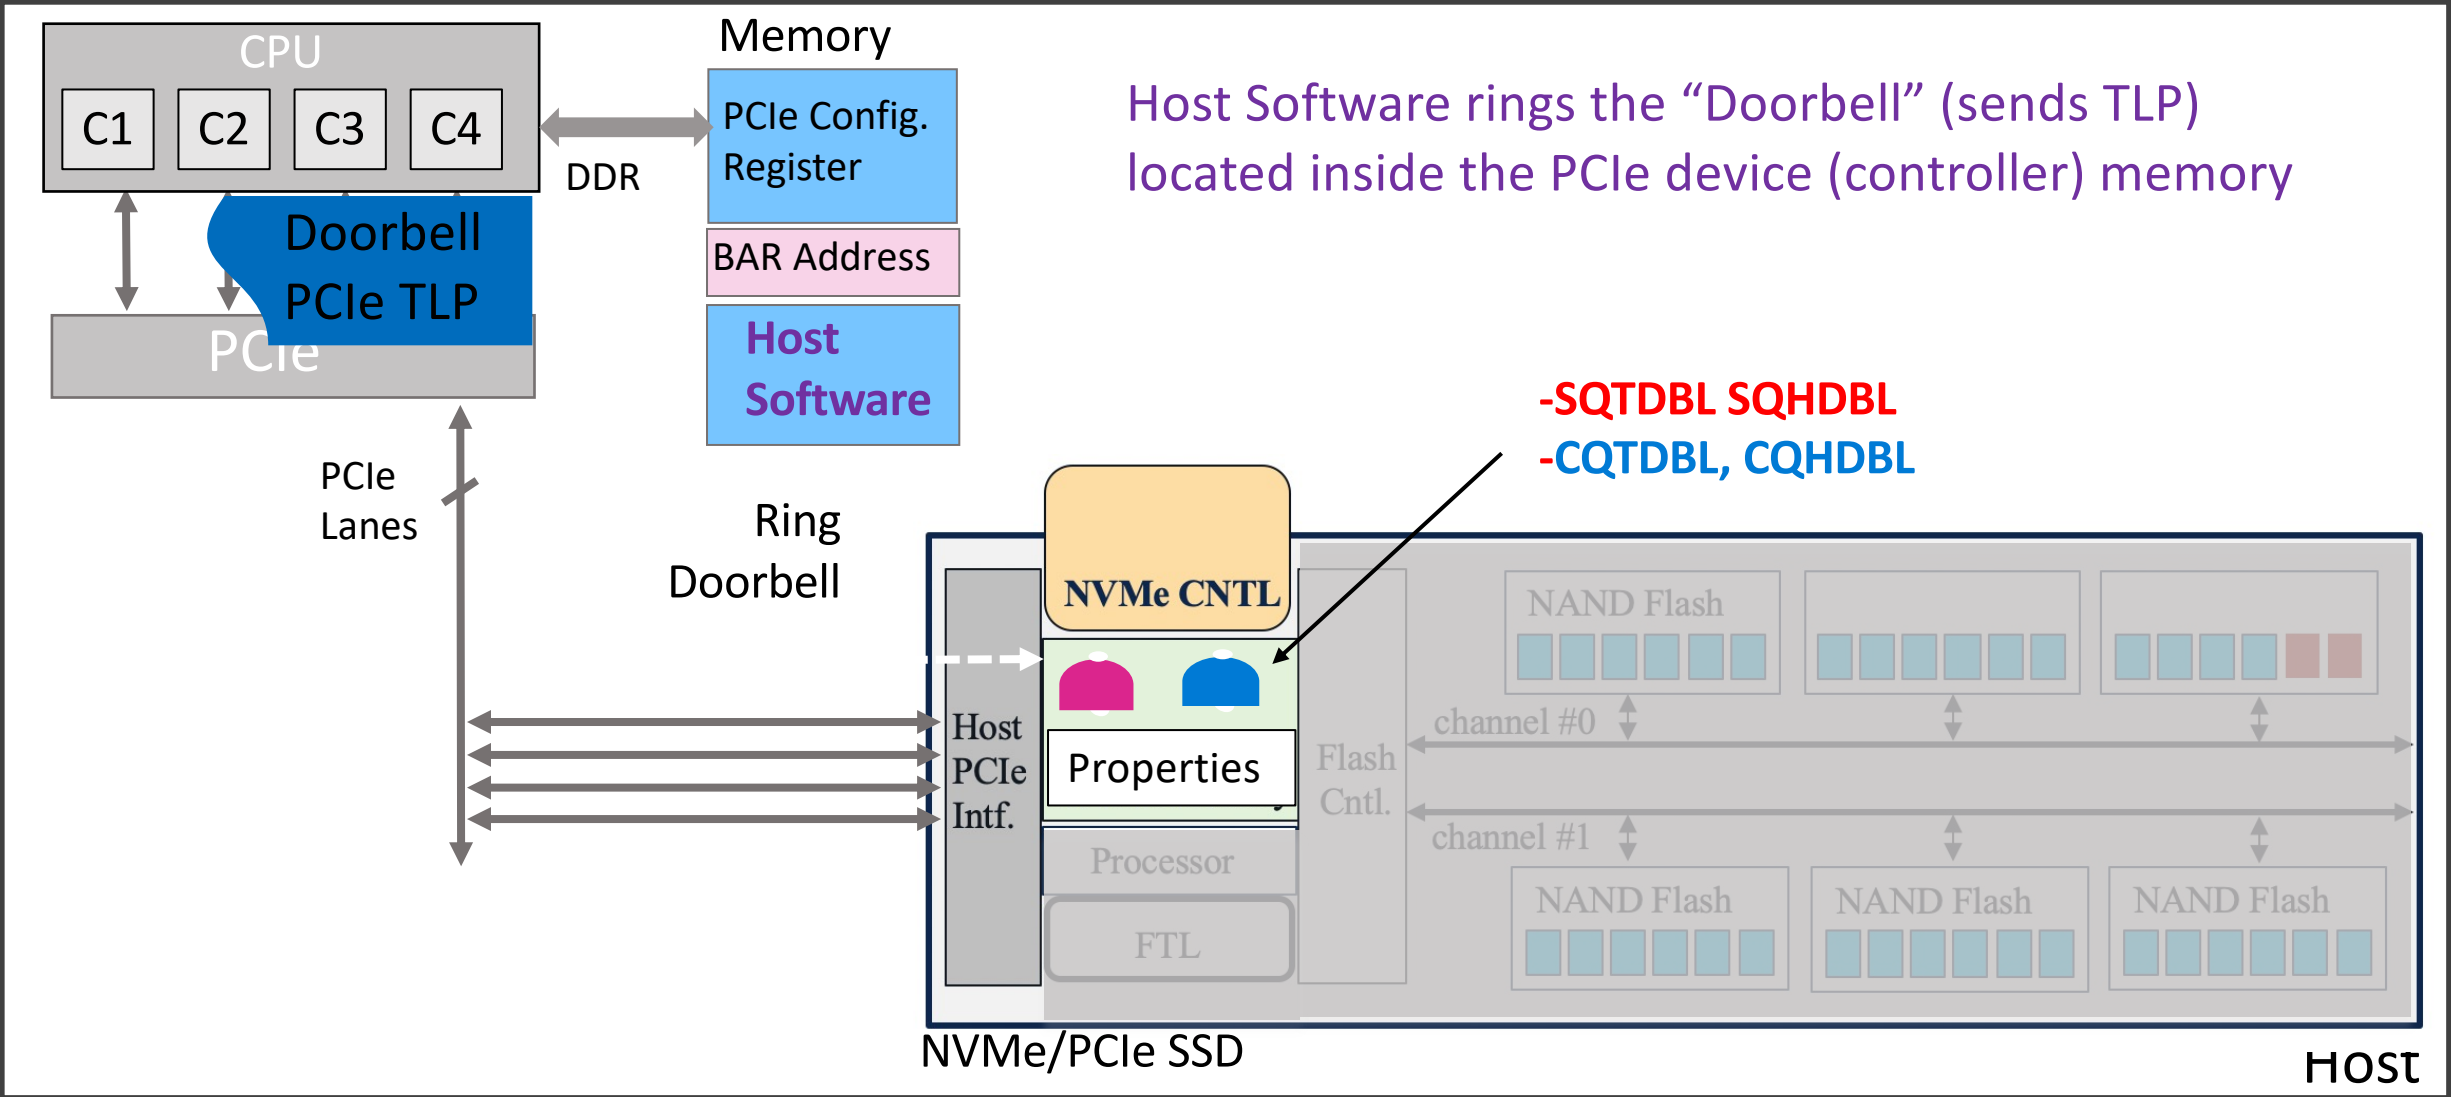 CPU
C1 C2 C3 C4
Memory
PCIe Config.
Register
DDR
BAR Address
Host
Software
Host Software rings the “Doorbell” (sends TLP)
located inside the PCIe device (controller) memory
Doorbell
PCIe TLP
PCIe
PCIe
Lanes
Ring
Doorbell
-SQTDBL SQHDBL
-CQTDBL, CQHDBL
NVMe CNTL
Host
PCIe
Intf.
Properties
Processor
FTL
Flash
Cntl.
NAND Flash
channel #0
channel #1
NAND Flash NAND Flash NAND Flash
NVMe/PCIe SSD
Host